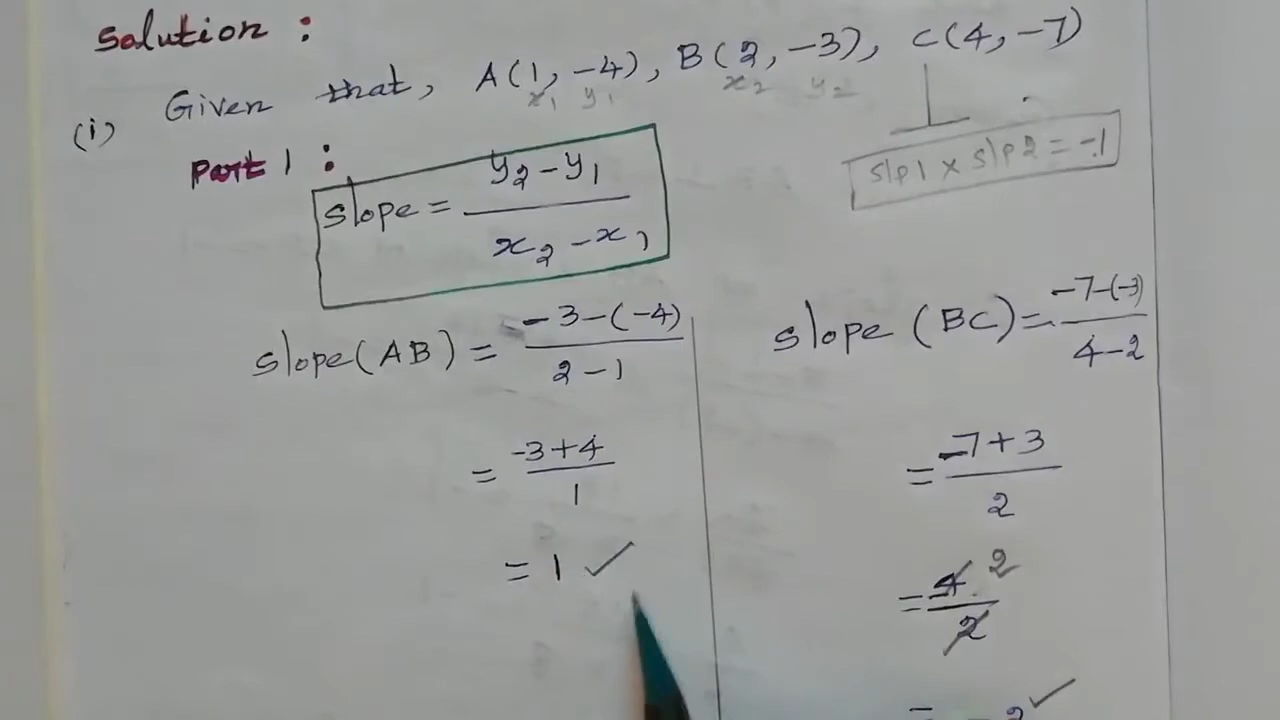 Solution :
(i) Given that, A(1, -4), B(2, -3), C(4, -7)
x1 y1 x2 y2
Part 1 :
slope = y2 - y1 / x2 - x1
slp1 × slp2 = -1
slope(AB) = -3-(-4) / 2-1
= -3+4 / 1
= 1 ✓
slope (BC) = -7-(-3) / 4-2
= -7+3 / 2
= -4 2 / 2
= -2 ✓